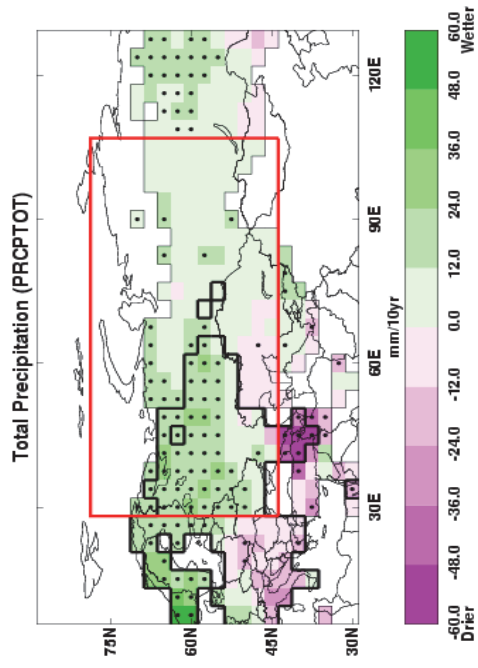 Total Precipitation (PRCPTOT)
75N
60N
45N
30N
30E
60E
90E
120E
mm/10yr
-60.0
-48.0
-36.0
-24.0
-12.0
0.0
12.0
24.0
36.0
48.0
60.0
Drier
Wetter